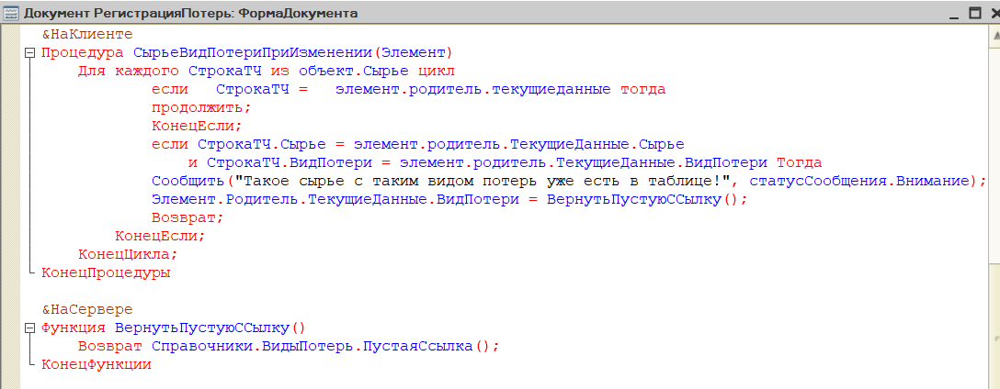 Документ РегистрацияПотерь: ФормаДокумента
&НаКлиенте
Процедура СырьеВидПотериПриИзменении(Элемент)
Для каждого СтрокаТЧ из объект.Сырье цикл
если СтрокаТЧ = элемент.родитель.текущиеданные тогда
продолжить;
КонецЕсли;
если СтрокаТЧ.Сырье = элемент.родитель.ТекущиеДанные.Сырье
и СтрокаТЧ.ВидПотери = элемент.родитель.ТекущиеДанные.ВидПотери Тогда
Сообщить("Такое сырье с таким видом потерь уже есть в таблице!", статусСообщения.Внимание);
Элемент.Родитель.ТекущиеДанные.ВидПотери = ВернутьПустуюССылку();
Возврат;
КонецЕсли;
КонецЦикла;
КонецПроцедуры
&НаСервере
Функция ВернутьПустуюССылку()
Возврат Справочники.ВидыПотерь.ПустаяСсылка();
КонецФункции